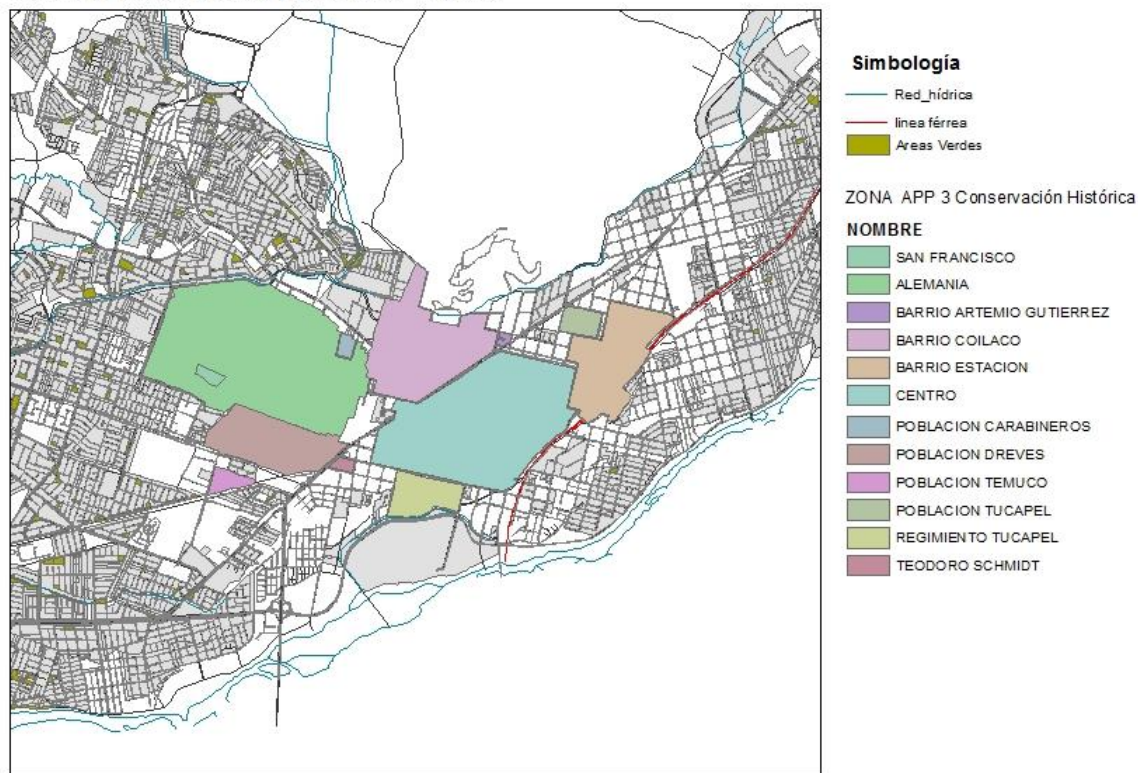 Simbología
Red_hídrica
linea férrea
Areas Verdes
ZONA APP 3 Conservación Histórica
NOMBRE
SAN FRANCISCO
ALEMANIA
BARRIO ARTEMIO GUTIERREZ
BARRIO COILACO
BARRIO ESTACION
CENTRO
POBLACION CARABINEROS
POBLACION DREVES
POBLACION TEMUCO
POBLACION TUCAPEL
REGIMIENTO TUCAPEL
TEODORO SCHMIDT